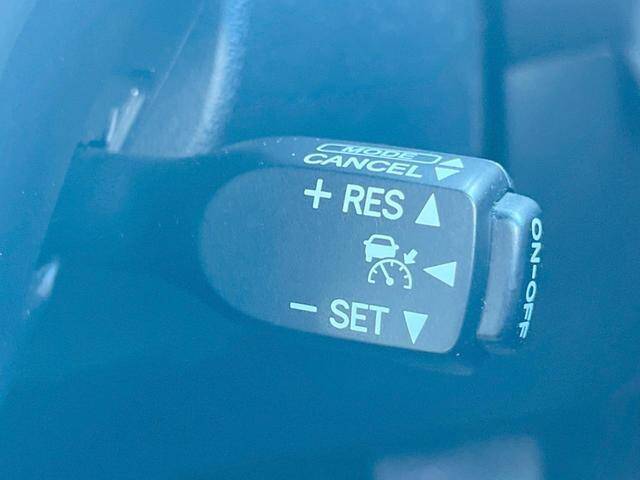 MODE
CANCEL
+ RES
− SET
ON-OFF